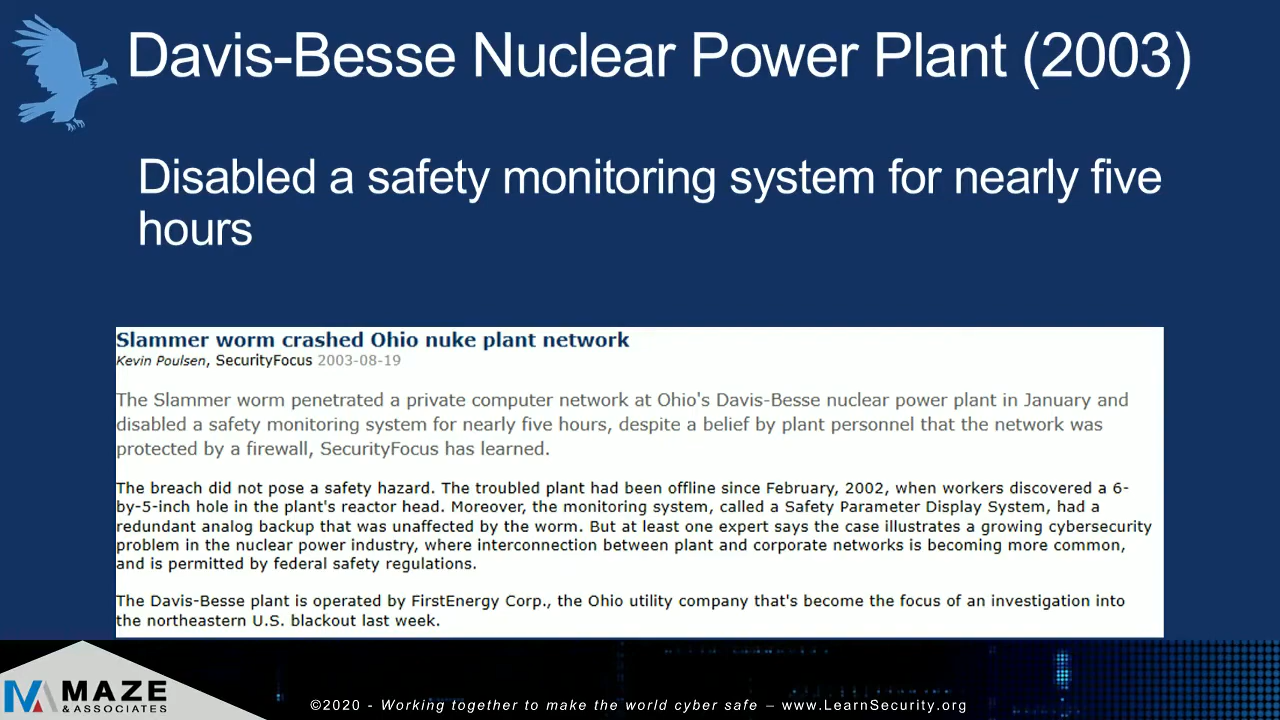 Davis-Besse Nuclear Power Plant (2003)
Disabled a safety monitoring system for nearly five
hours
Slammer worm crashed Ohio nuke plant network
Kevin Poulsen, SecurityFocus 2003-08-19
The Slammer worm penetrated a private computer network at Ohio's Davis-Besse nuclear power plant in January and
disabled a safety monitoring system for nearly five hours, despite a belief by plant personnel that the network was
protected by a firewall, SecurityFocus has learned.
The breach did not pose a safety hazard. The troubled plant had been offline since February, 2002, when workers discovered a 6-
by-5-inch hole in the plant's reactor head. Moreover, the monitoring system, called a Safety Parameter Display System, had a
redundant analog backup that was unaffected by the worm. But at least one expert says the case illustrates a growing cybersecurity
problem in the nuclear power industry, where interconnection between plant and corporate networks is becoming more common,
and is permitted by federal safety regulations.
The Davis-Besse plant is operated by FirstEnergy Corp., the Ohio utility company that's become the focus of an investigation into
the northeastern U.S. blackout last week.
MAZE
& ASSOCIATES
©2020 - Working together to make the world cyber safe – www.LearnSecurity.org